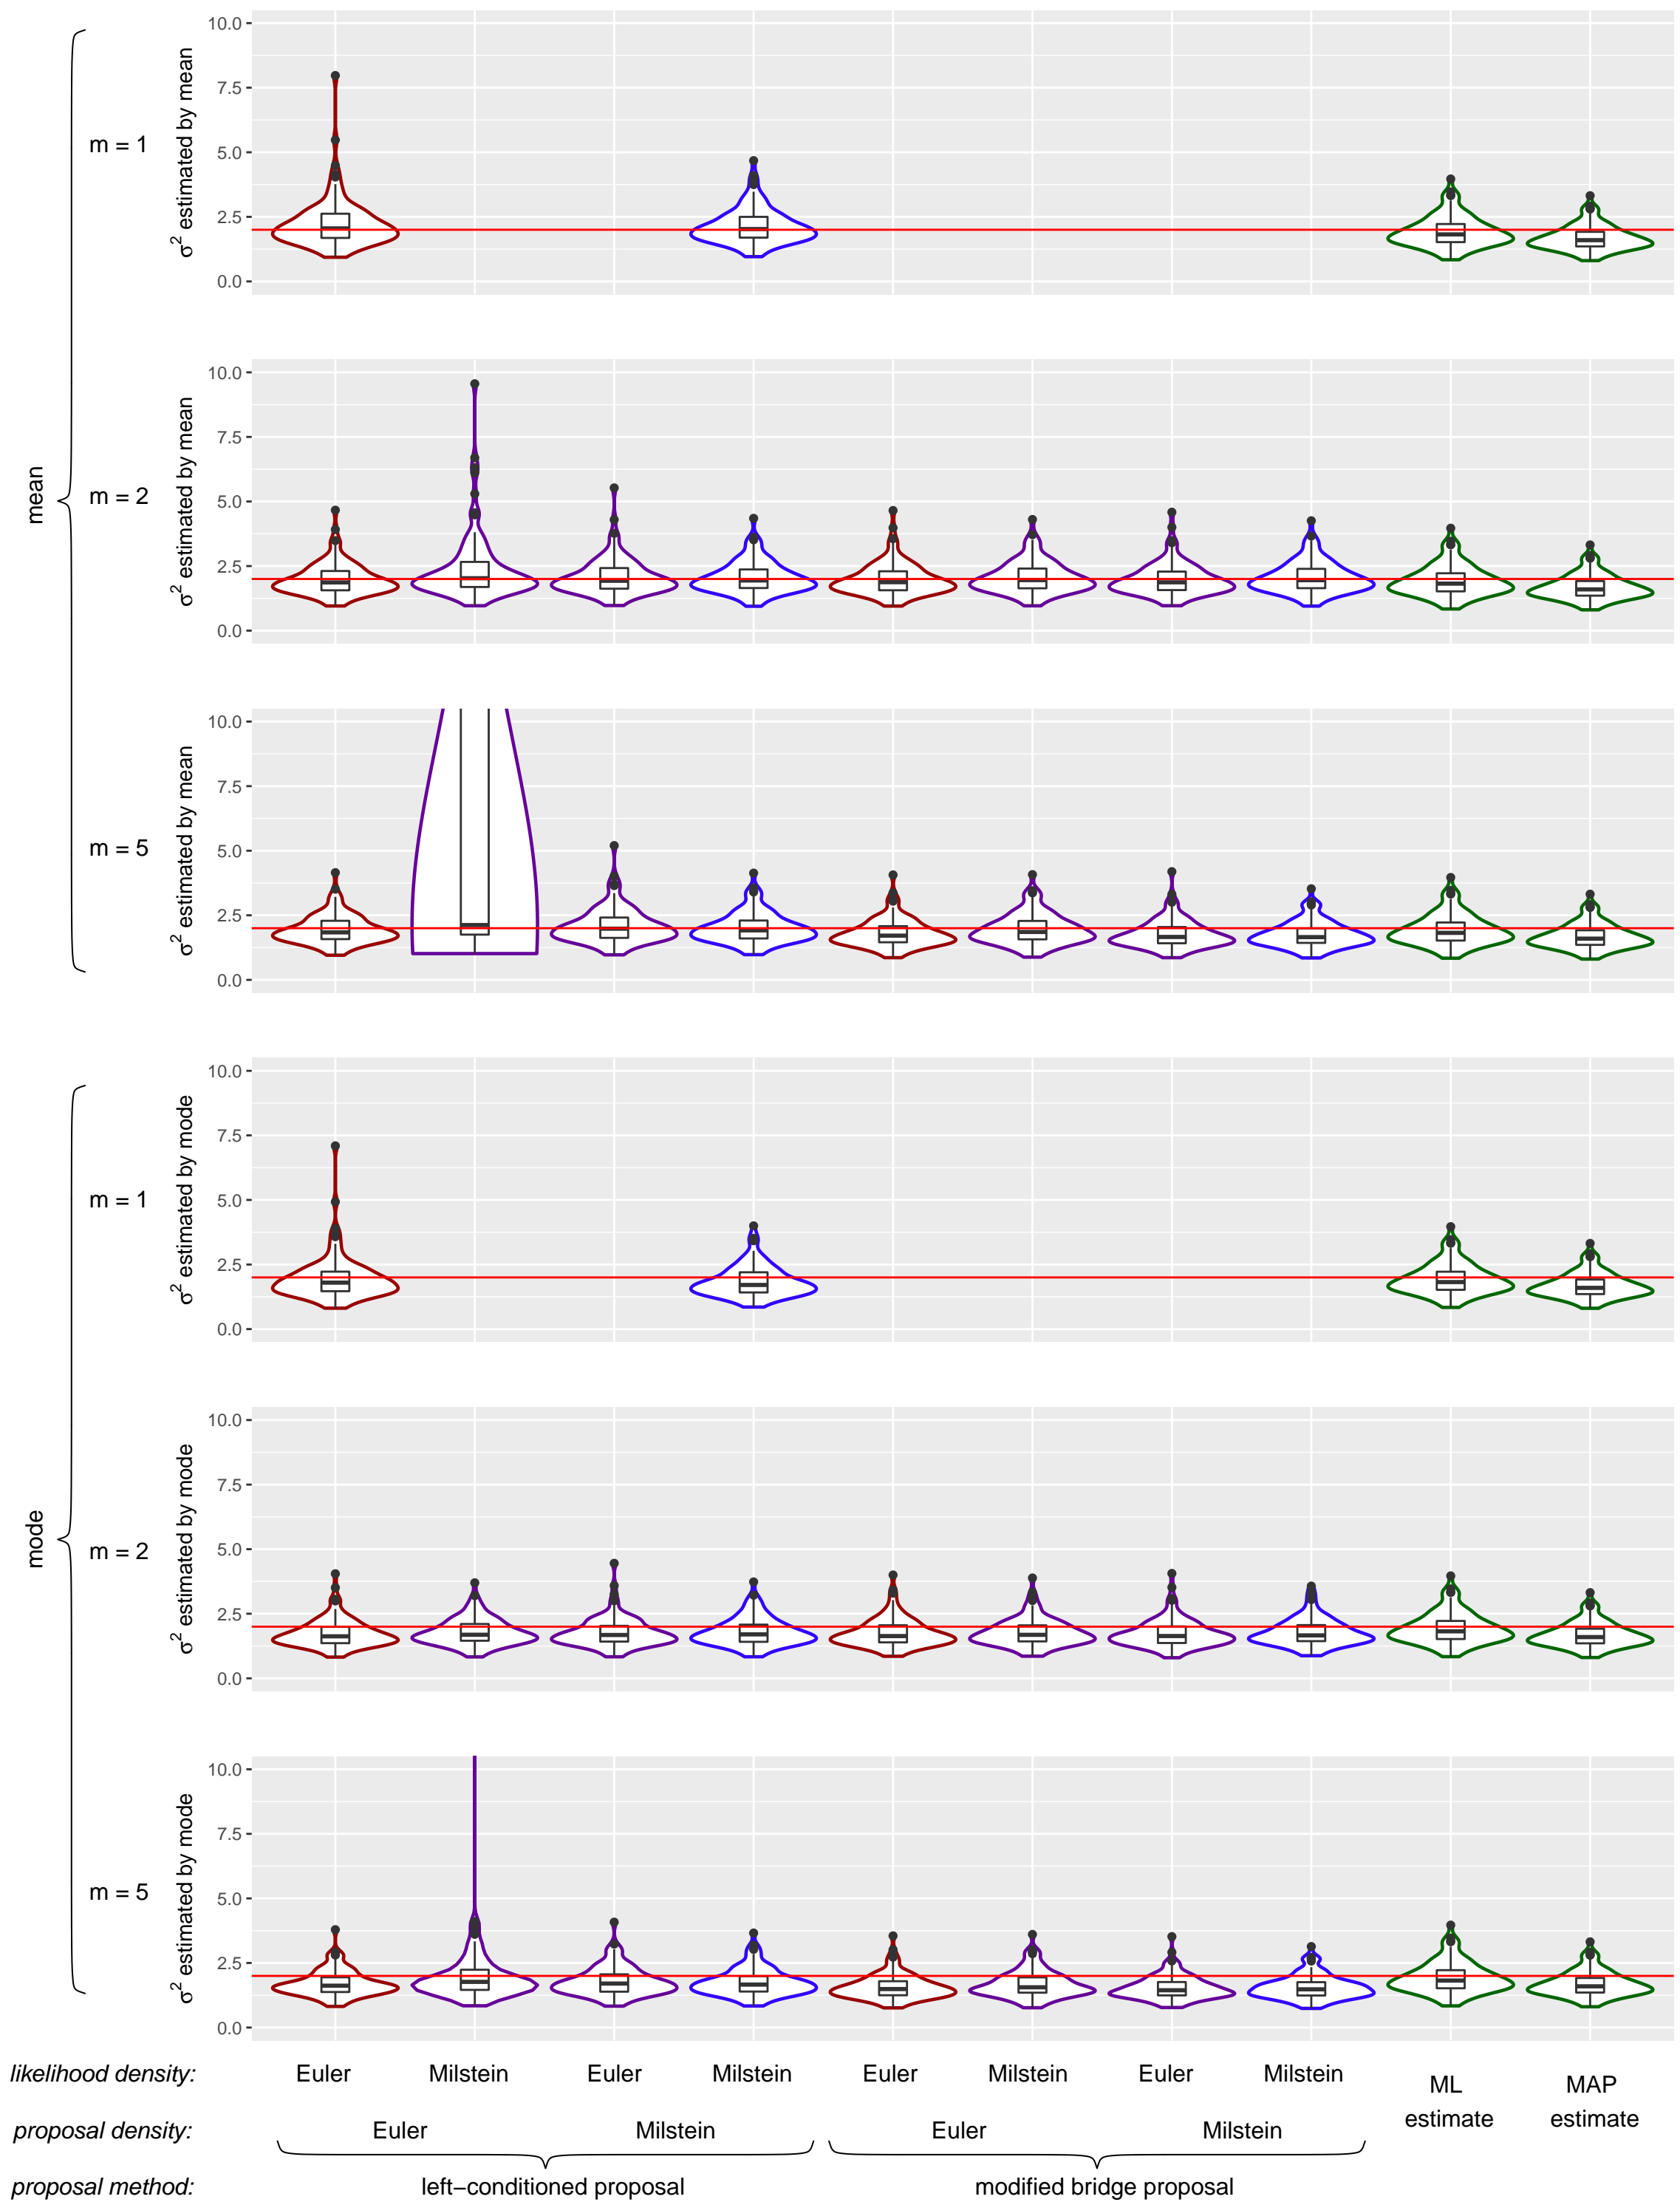 mean
m = 1
σ² estimated by mean
10.0
7.5
5.0
2.5
0.0
m = 2
σ² estimated by mean
10.0
7.5
5.0
2.5
0.0
m = 5
σ² estimated by mean
10.0
7.5
5.0
2.5
0.0
mode
m = 1
σ² estimated by mode
10.0
7.5
5.0
2.5
0.0
m = 2
σ² estimated by mode
10.0
7.5
5.0
2.5
0.0
m = 5
σ² estimated by mode
10.0
7.5
5.0
2.5
0.0
likelihood density: Euler Milstein Euler Milstein Euler Milstein Euler Milstein
ML estimate
MAP estimate
proposal density: Euler Milstein Euler Milstein
proposal method: left−conditioned proposal modified bridge proposal